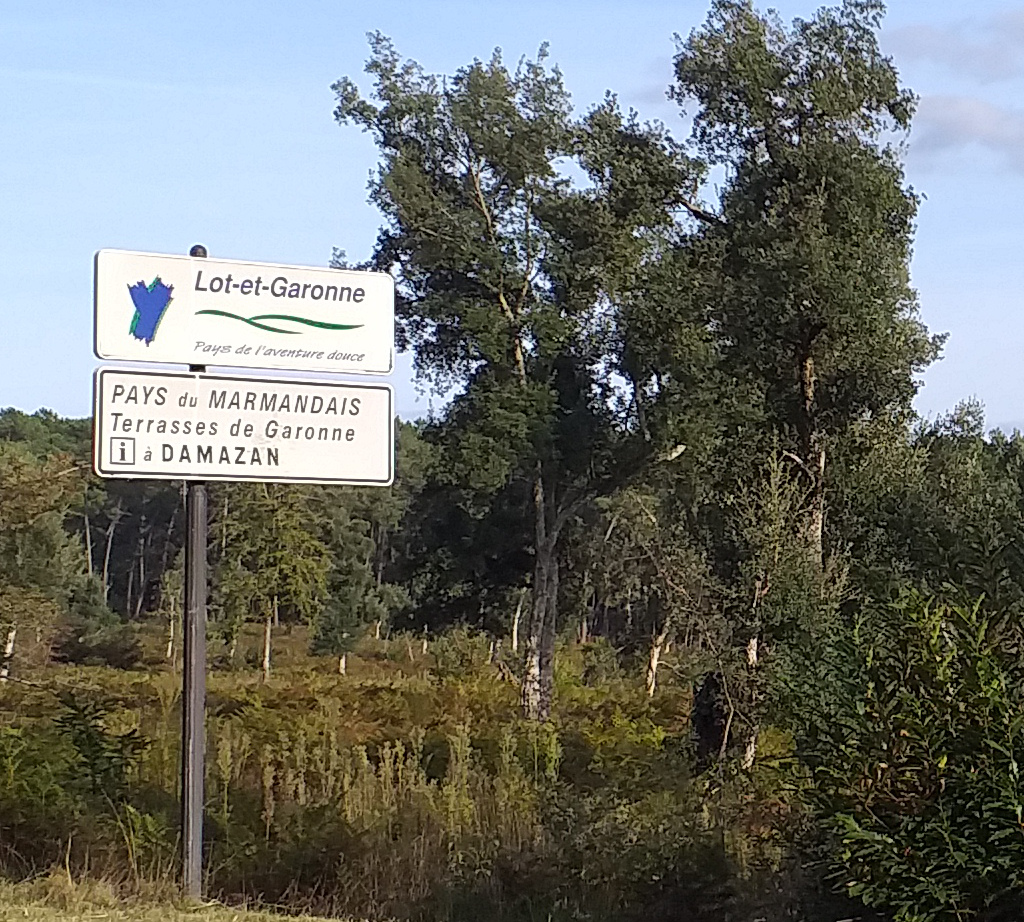 Lot-et-Garonne
Pays de l'aventure douce
PAYS du MARMANDAIS
Terrasses de Garonne
i à DAMAZAN